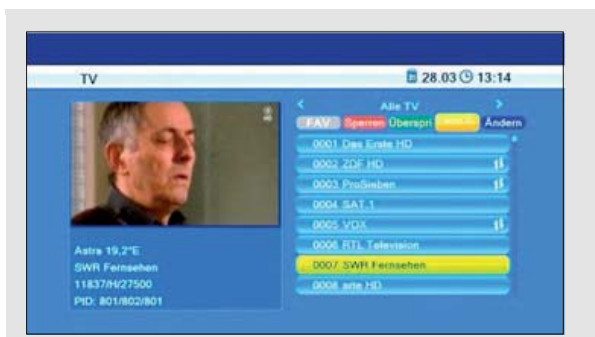 TV
28.03 13:14
Alle TV
FAV Sperren Überspri Ändern
0001 Das Erste HD
0002 ZDF HD
0003 ProSieben
0004 SAT.1
0005 VOX
0006 RTL Television
0007 SWR Fernsehen
0008 arte HD
Astra 19,2°E
SWR Fernsehen
11837/H/27500
PID: 801/802/801